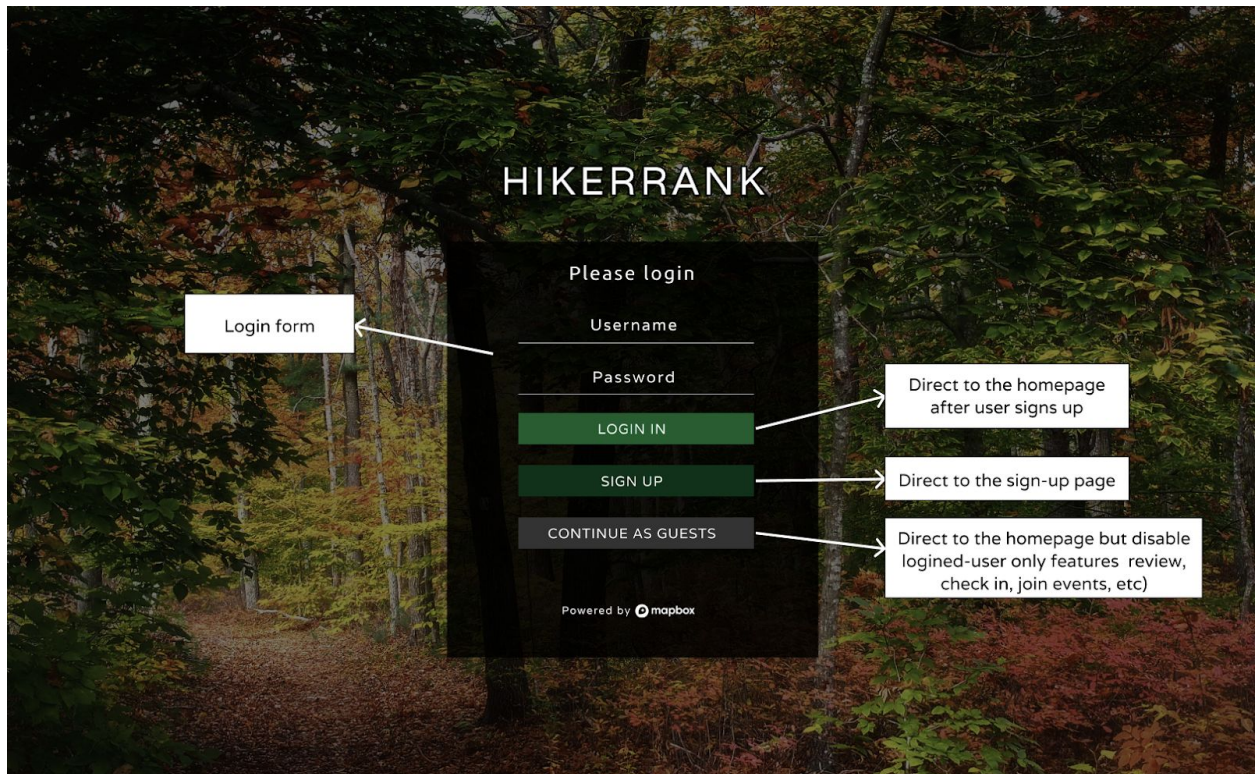 HIKERRANK
Please login
Username
Login form
Password
Direct to the homepage
after user signs up
LOGIN IN
SIGN UP
Direct to the sign-up page
CONTINUE AS GUESTS
Direct to the homepage but disable
logined-user only features review,
check in, join events, etc)
Powered by mapbox